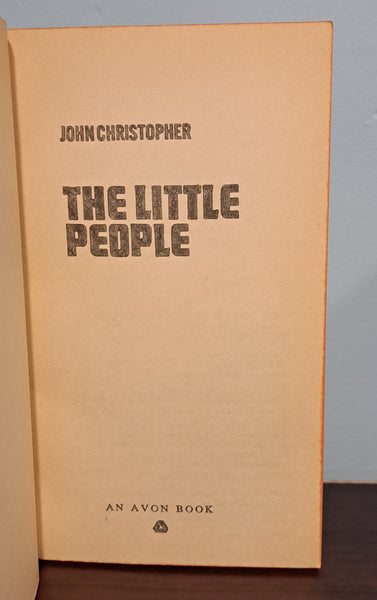 JOHN CHRISTOPHER
THE LITTLE
PEOPLE
AN AVON BOOK